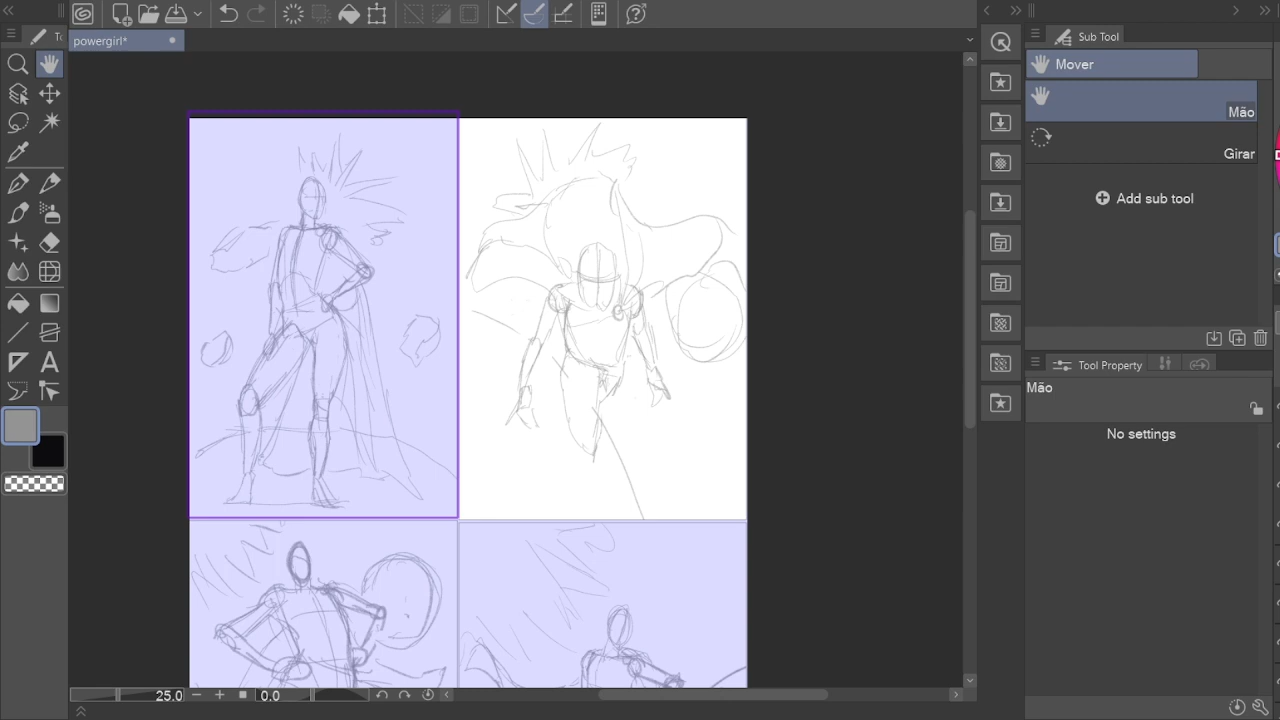 Sub Tool
powergirl*
Mover
Mão
Girar
Add sub tool
Tool Property
Mão
No settings
25.0
0.0